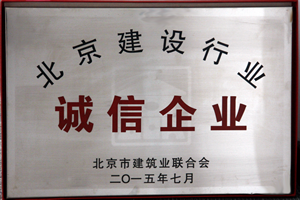 北京建设行业
诚信企业
北京市建筑业联合会
二〇一五年七月